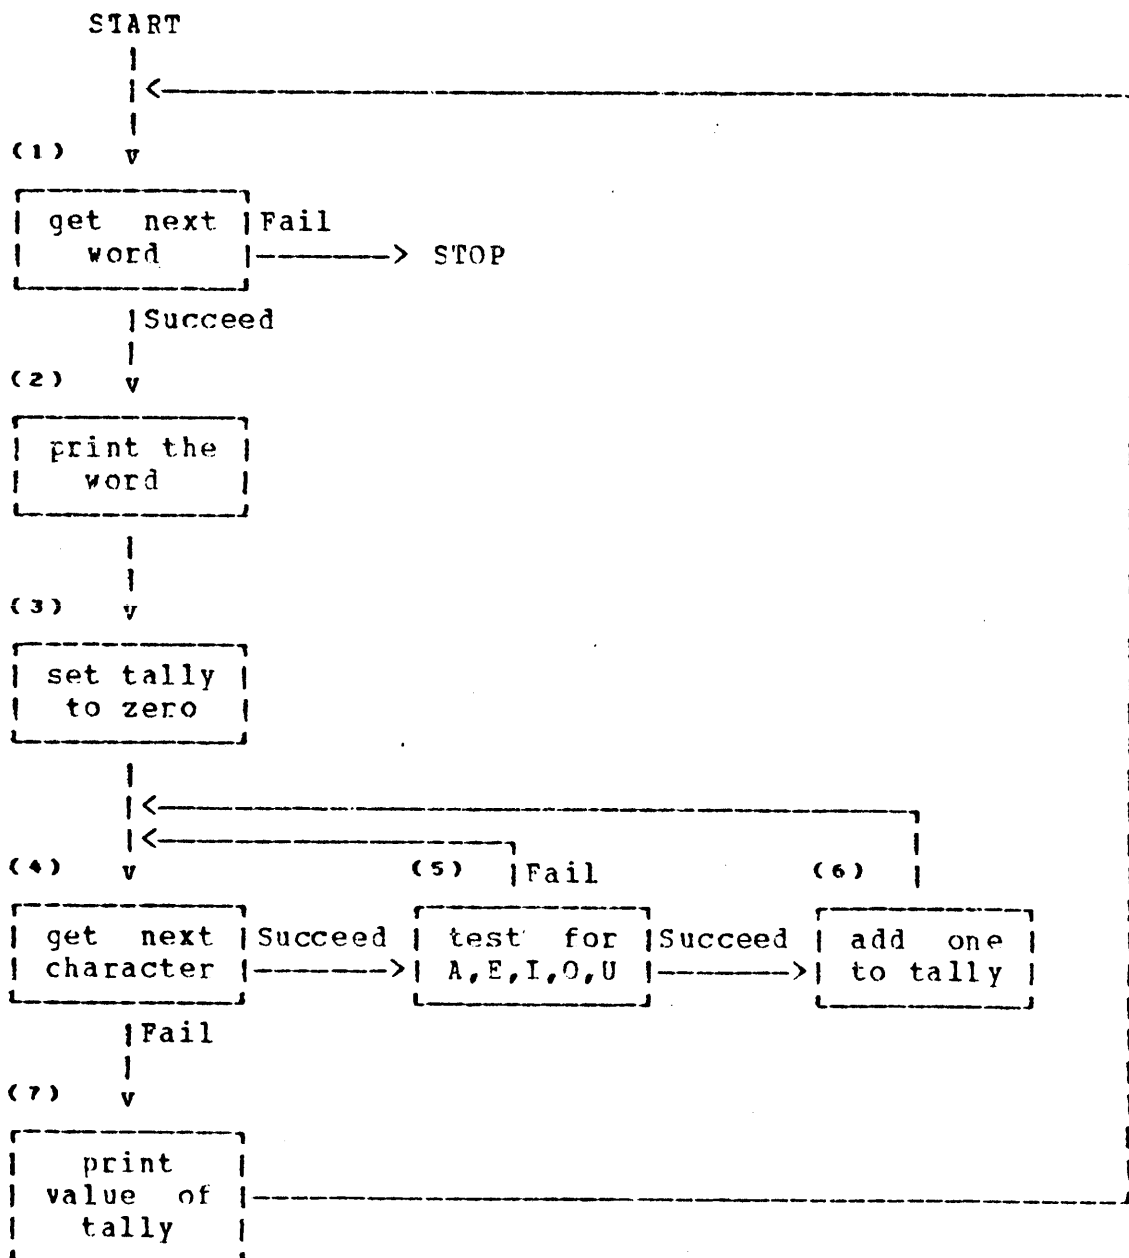 START
(1)
get next Fail
word STOP
Succeed
(2)
print the
word
(3)
set tally
to zero
(4) (5) Fail (6)
get next Succeed test for Succeed add one
character A,E,I,O,U to tally
Fail
(7)
print
value of
tally